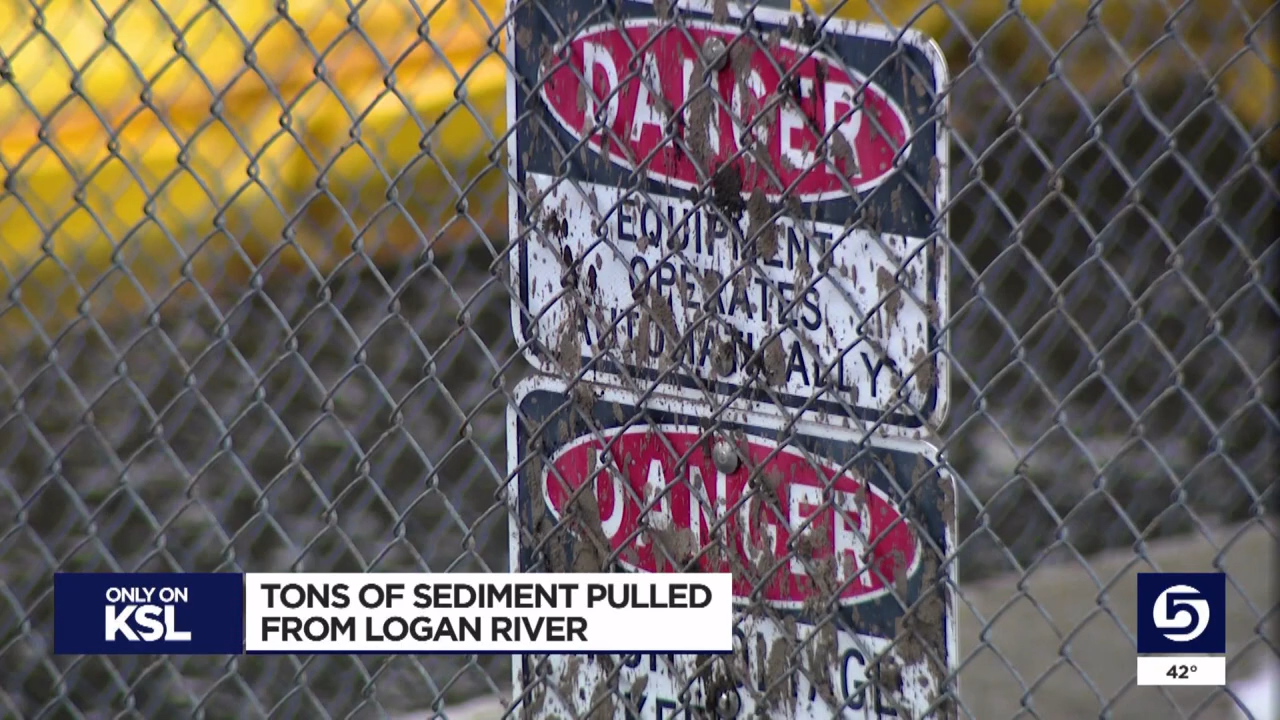 DANGER
EQUIPMENT
OPERATES
AUTOMATICALLY
DANGER
ONLY ON
KSL
TONS OF SEDIMENT PULLED
FROM LOGAN RIVER
5
42°